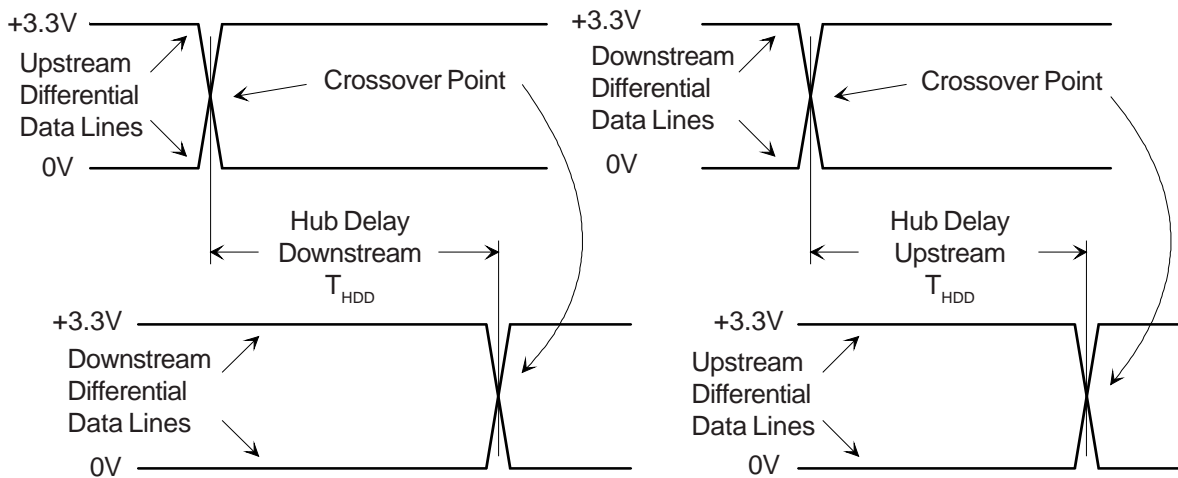 +3.3V
Upstream
Differential
Data Lines
0V
Crossover Point
Hub Delay
Downstream
THDD
+3.3V
Downstream
Differential
Data Lines
0V
+3.3V
Downstream
Differential
Data Lines
0V
Crossover Point
Hub Delay
Upstream
THDD
+3.3V
Upstream
Differential
Data Lines
0V